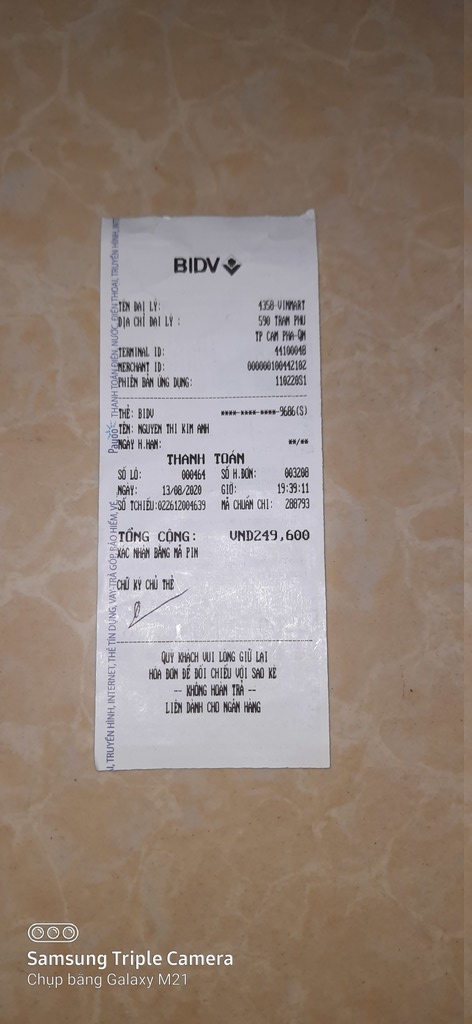 BIDV
TÊN ĐẠI LÝ: 4358-VINMART
ĐỊA CHỈ ĐẠI LÝ : 590 TRAN PHU
TP CAM PHA-QN
TERMINAL ID: 44100048
MERCHANT ID: 000000100442102
PHIÊN BẢN ỨNG DỤNG: 11022051
THẺ: BIDV **** **** **** 9686(S)
TÊN: NGUYEN THI KIM ANH
NGÀY H.HẠN: **/**
THANH TOÁN
SỐ LÔ: 000464 SỐ H.ĐƠN: 003208
NGÀY: 13/08/2020 GIỜ: 19:39:11
SỐ TCHIẾU:022612004639 MÃ CHUẨN CHI: 288793
TỔNG CỘNG: VND249,600
XÁC NHẬN BẰNG MÃ PIN
CHỮ KÝ CHỦ THẺ
QUÝ KHÁCH VUI LÒNG GIỮ LẠI
HÓA ĐƠN ĐỂ ĐỐI CHIẾU VỚI SAO KÊ
-- KHÔNG HOÀN TRẢ --
LIÊN DÀNH CHO NGÂN HÀNG
TRUYỀN HÌNH, INTERNET, THẺ TÍN DỤNG, VAY TRẢ GÓP, BẢO HIỂM, VÉ
Payoo THANH TOÁN ĐIỆN, NƯỚC, ĐIỆN THOẠI, TRUYỀN HÌNH,
Samsung Triple Camera
Chụp bằng Galaxy M21